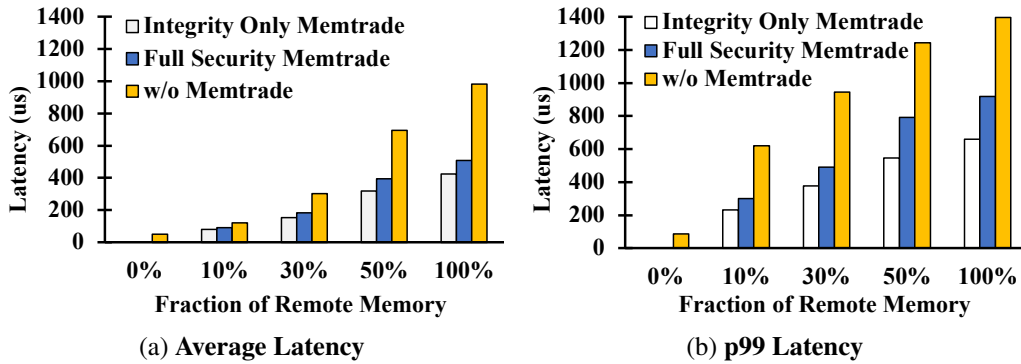 1400
1200
1000
800
600
400
200
0
Latency (us)
Integrity Only Memtrade
Full Security Memtrade
w/o Memtrade
0% 10% 30% 50% 100%
Fraction of Remote Memory
(a) Average Latency
1400
1200
1000
800
600
400
200
0
Latency (us)
Integrity Only Memtrade
Full Security Memtrade
w/o Memtrade
0% 10% 30% 50% 100%
Fraction of Remote Memory
(b) p99 Latency